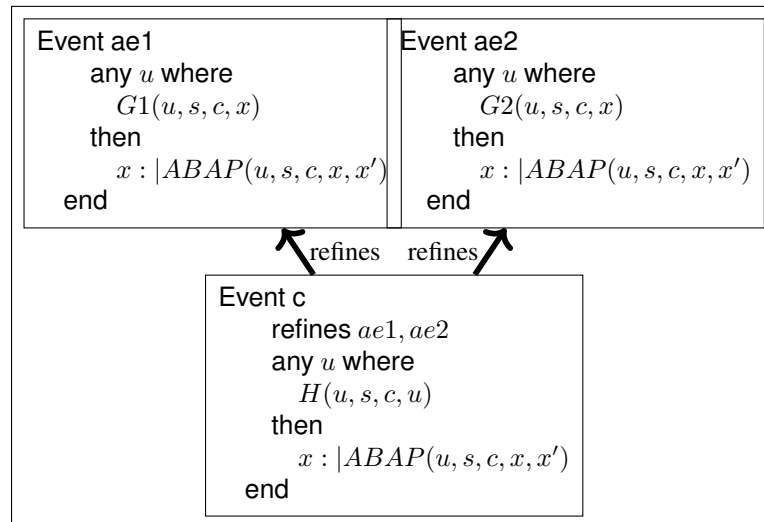 Event ae1
any u where
G1(u, s, c, x)
then
x : |ABAP(u, s, c, x, x′)
end
Event ae2
any u where
G2(u, s, c, x)
then
x : |ABAP(u, s, c, x, x′)
end
refines refines
Event c
refines ae1, ae2
any u where
H(u, s, c, u)
then
x : |ABAP(u, s, c, x, x′)
end